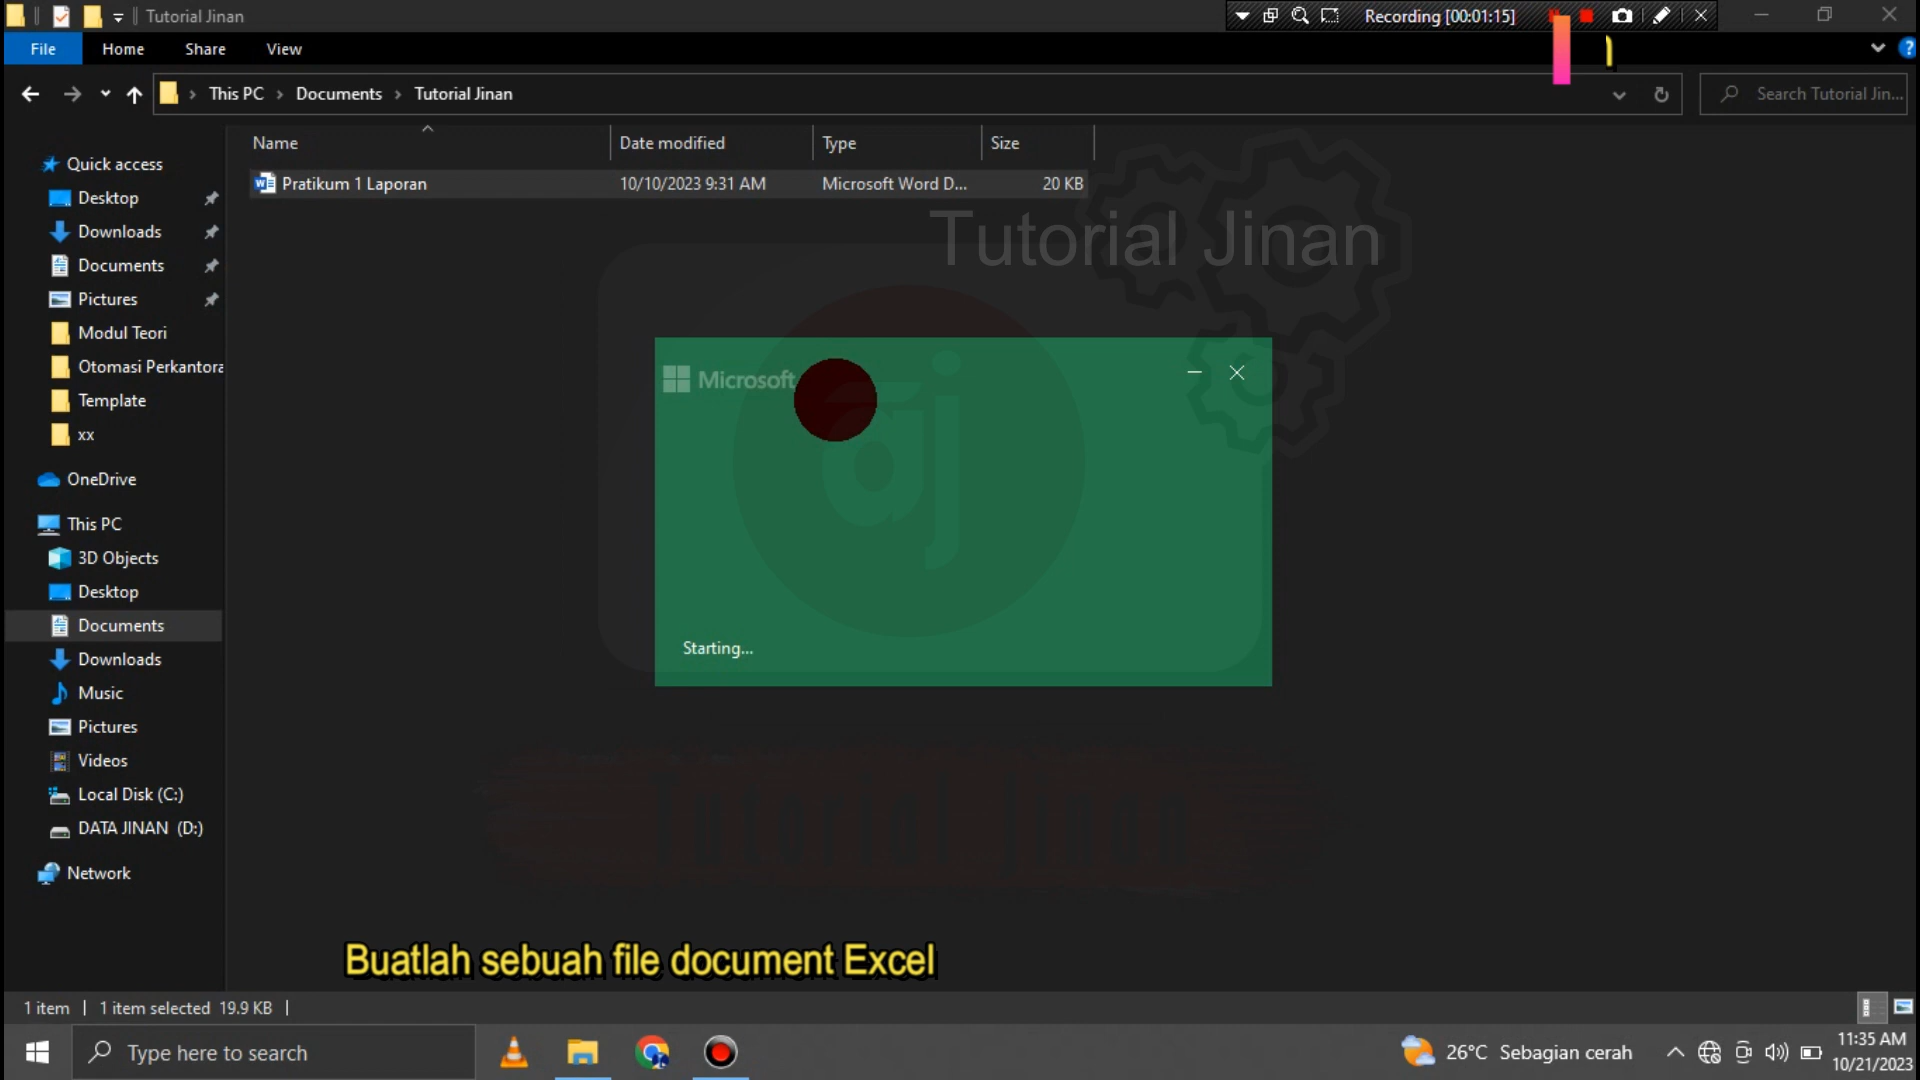 Tutorial Jinan
Recording [00:01:15]
File Home Share View
This PC Documents Tutorial Jinan
Search Tutorial Jin...
Name Date modified Type Size
Pratikum 1 Laporan 10/10/2023 9:31 AM Microsoft Word D... 20 KB
Quick access
Desktop
Downloads
Documents
Pictures
Modul Teori
Otomasi Perkantora
Template
xx
OneDrive
This PC
3D Objects
Desktop
Documents
Downloads
Music
Pictures
Videos
Local Disk (C:)
DATA JINAN (D:)
Network
Tutorial Jinan
Microsoft
aj
Starting...
Tutorial Jinan
Buatlah sebuah file document Excel
1 item 1 item selected 19.9 KB
Type here to search
26°C Sebagian cerah
11:35 AM
10/21/2023